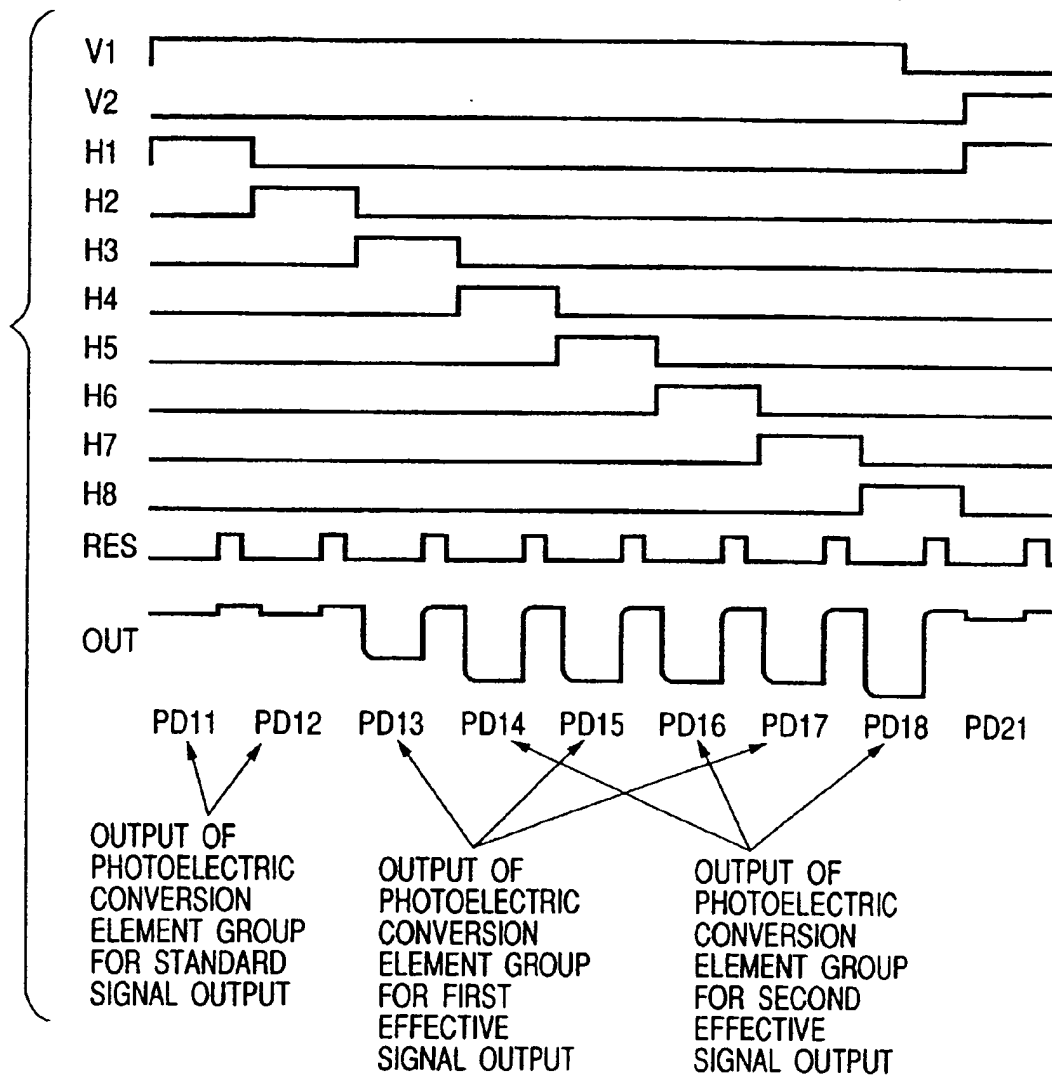 V1
V2
H1
H2
H3
H4
H5
H6
H7
H8
RES
OUT
PD11 PD12 PD13 PD14 PD15 PD16 PD17 PD18 PD21
OUTPUT OF
PHOTOELECTRIC
CONVERSION
ELEMENT GROUP
FOR STANDARD
SIGNAL OUTPUT
OUTPUT OF
PHOTOELECTRIC
CONVERSION
ELEMENT GROUP
FOR FIRST
EFFECTIVE
SIGNAL OUTPUT
OUTPUT OF
PHOTOELECTRIC
CONVERSION
ELEMENT GROUP
FOR SECOND
EFFECTIVE
SIGNAL OUTPUT